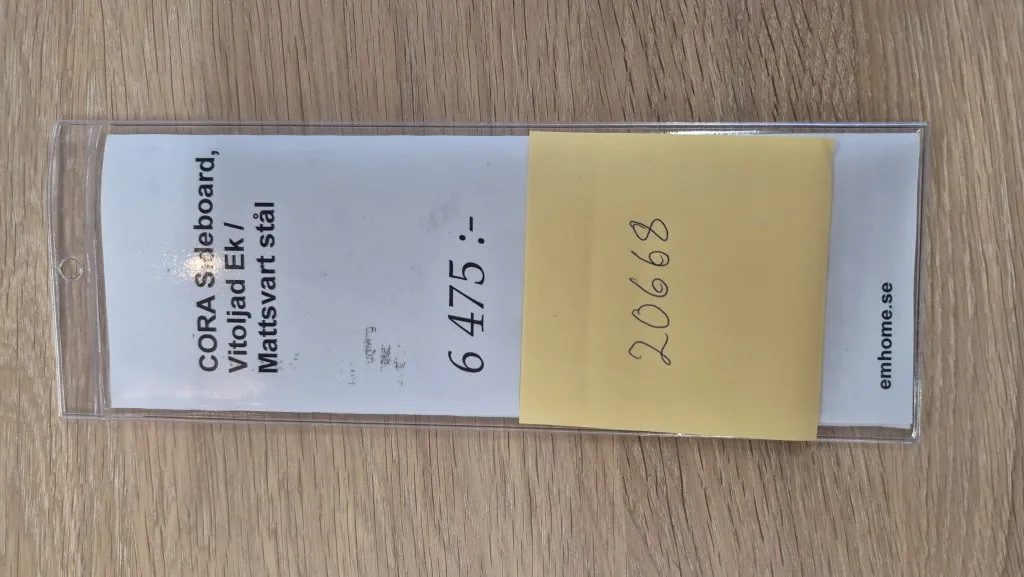 CORA Sideboard,
Vitoljad Ek /
Mattsvart stål
6 475 :-
20668
emhome.se